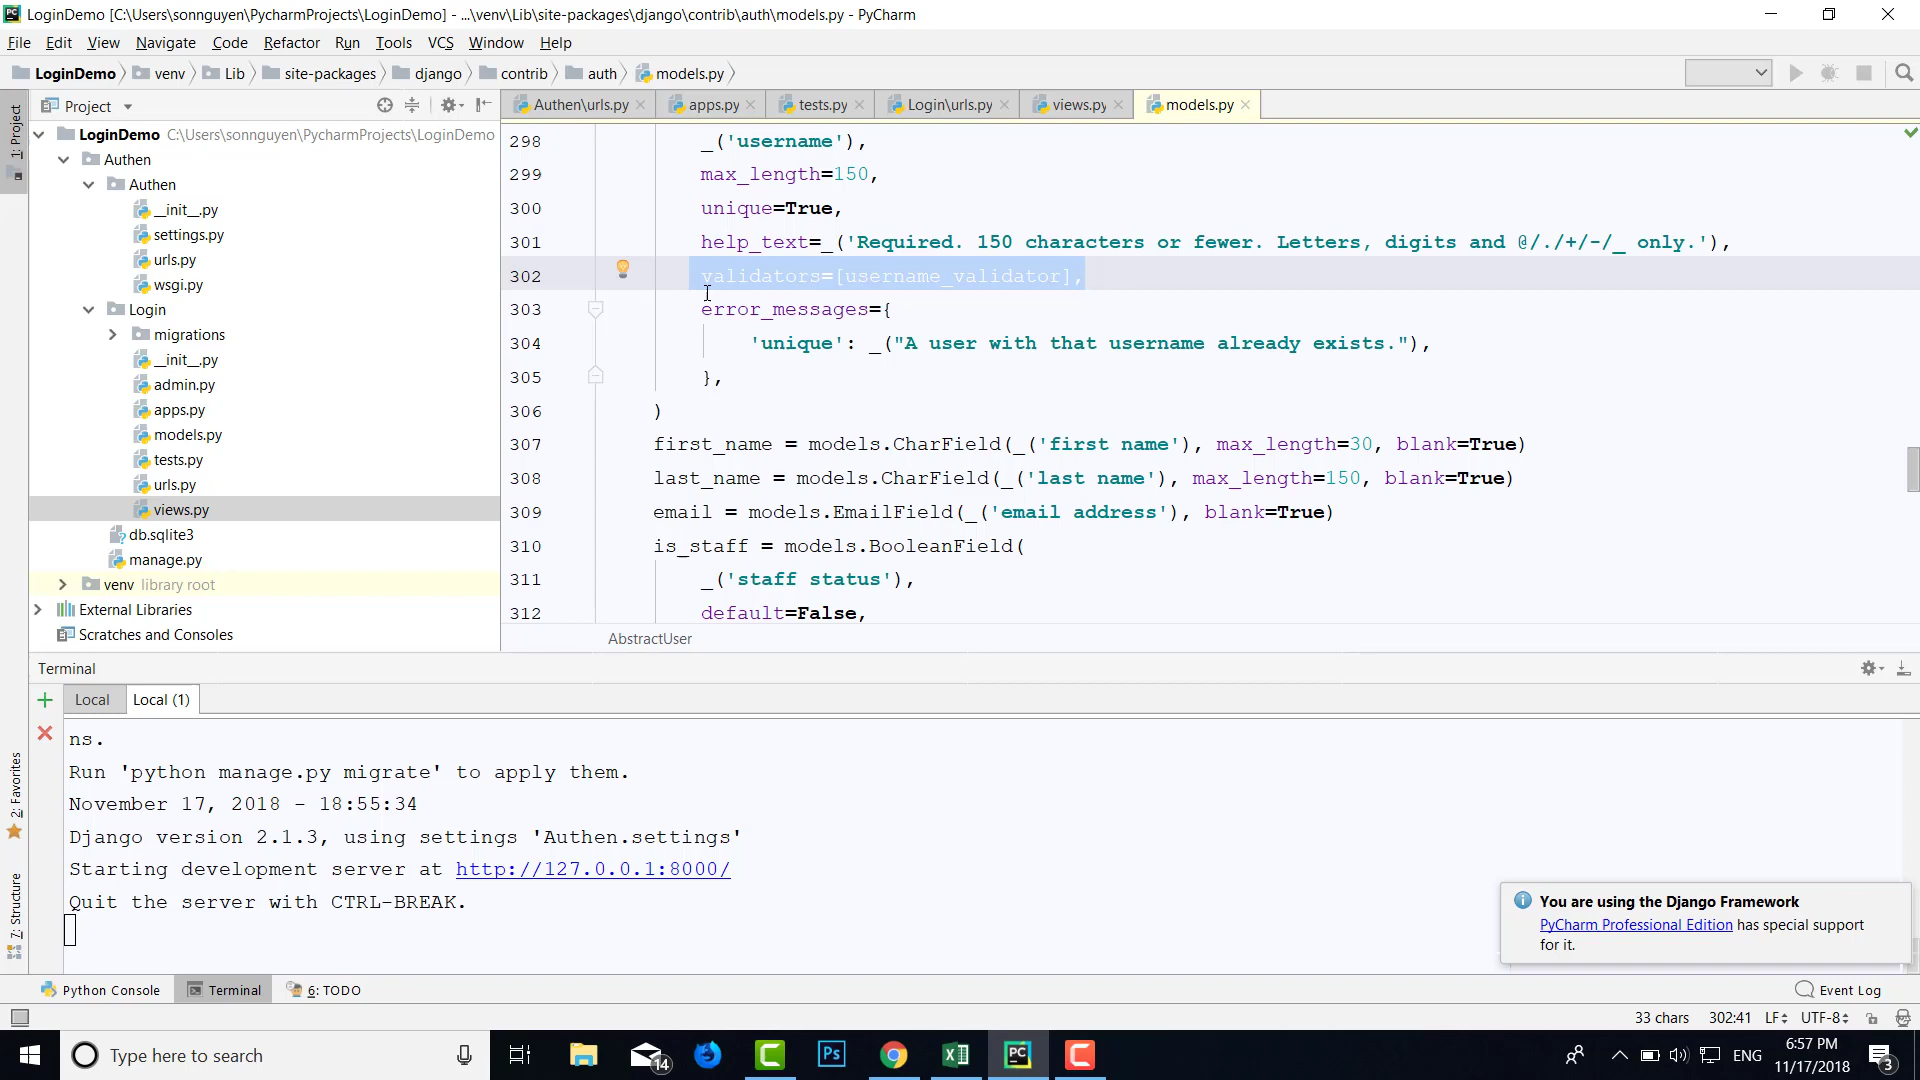 LoginDemo [C:\Users\sonnguyen\PycharmProjects\LoginDemo] - ...\venv\Lib\site-packages\django\contrib\auth\models.py - PyCharm
File Edit View Navigate Code Refactor Run Tools VCS Window Help
LoginDemo venv Lib site-packages django contrib auth models.py
1: Project
Project
Authen\urls.py apps.py tests.py Login\urls.py views.py models.py
LoginDemo C:\Users\sonnguyen\PycharmProjects\LoginDemo
Authen
Authen
__init__.py
settings.py
urls.py
wsgi.py
Login
migrations
__init__.py
admin.py
apps.py
models.py
tests.py
urls.py
views.py
db.sqlite3
manage.py
venv library root
External Libraries
Scratches and Consoles
298 _('username'),
299 max_length=150,
300 unique=True,
301 help_text=_('Required. 150 characters or fewer. Letters, digits and @/./+/-/_ only.'),
302 validators=[username_validator],
303 error_messages={
304 'unique': _("A user with that username already exists."),
305 },
306 )
307 first_name = models.CharField(_('first name'), max_length=30, blank=True)
308 last_name = models.CharField(_('last name'), max_length=150, blank=True)
309 email = models.EmailField(_('email address'), blank=True)
310 is_staff = models.BooleanField(
311 _('staff status'),
312 default=False,
AbstractUser
Terminal
Local Local (1)
ns.
Run 'python manage.py migrate' to apply them.
November 17, 2018 - 18:55:34
Django version 2.1.3, using settings 'Authen.settings'
Starting development server at http://127.0.0.1:8000/
Quit the server with CTRL-BREAK.
2: Favorites
7: Structure
You are using the Django Framework
PyCharm Professional Edition has special support
for it.
Python Console Terminal 6: TODO Event Log
33 chars 302:41 LF UTF-8
Type here to search
14
Ps
PC
ENG
6:57 PM
11/17/2018
3